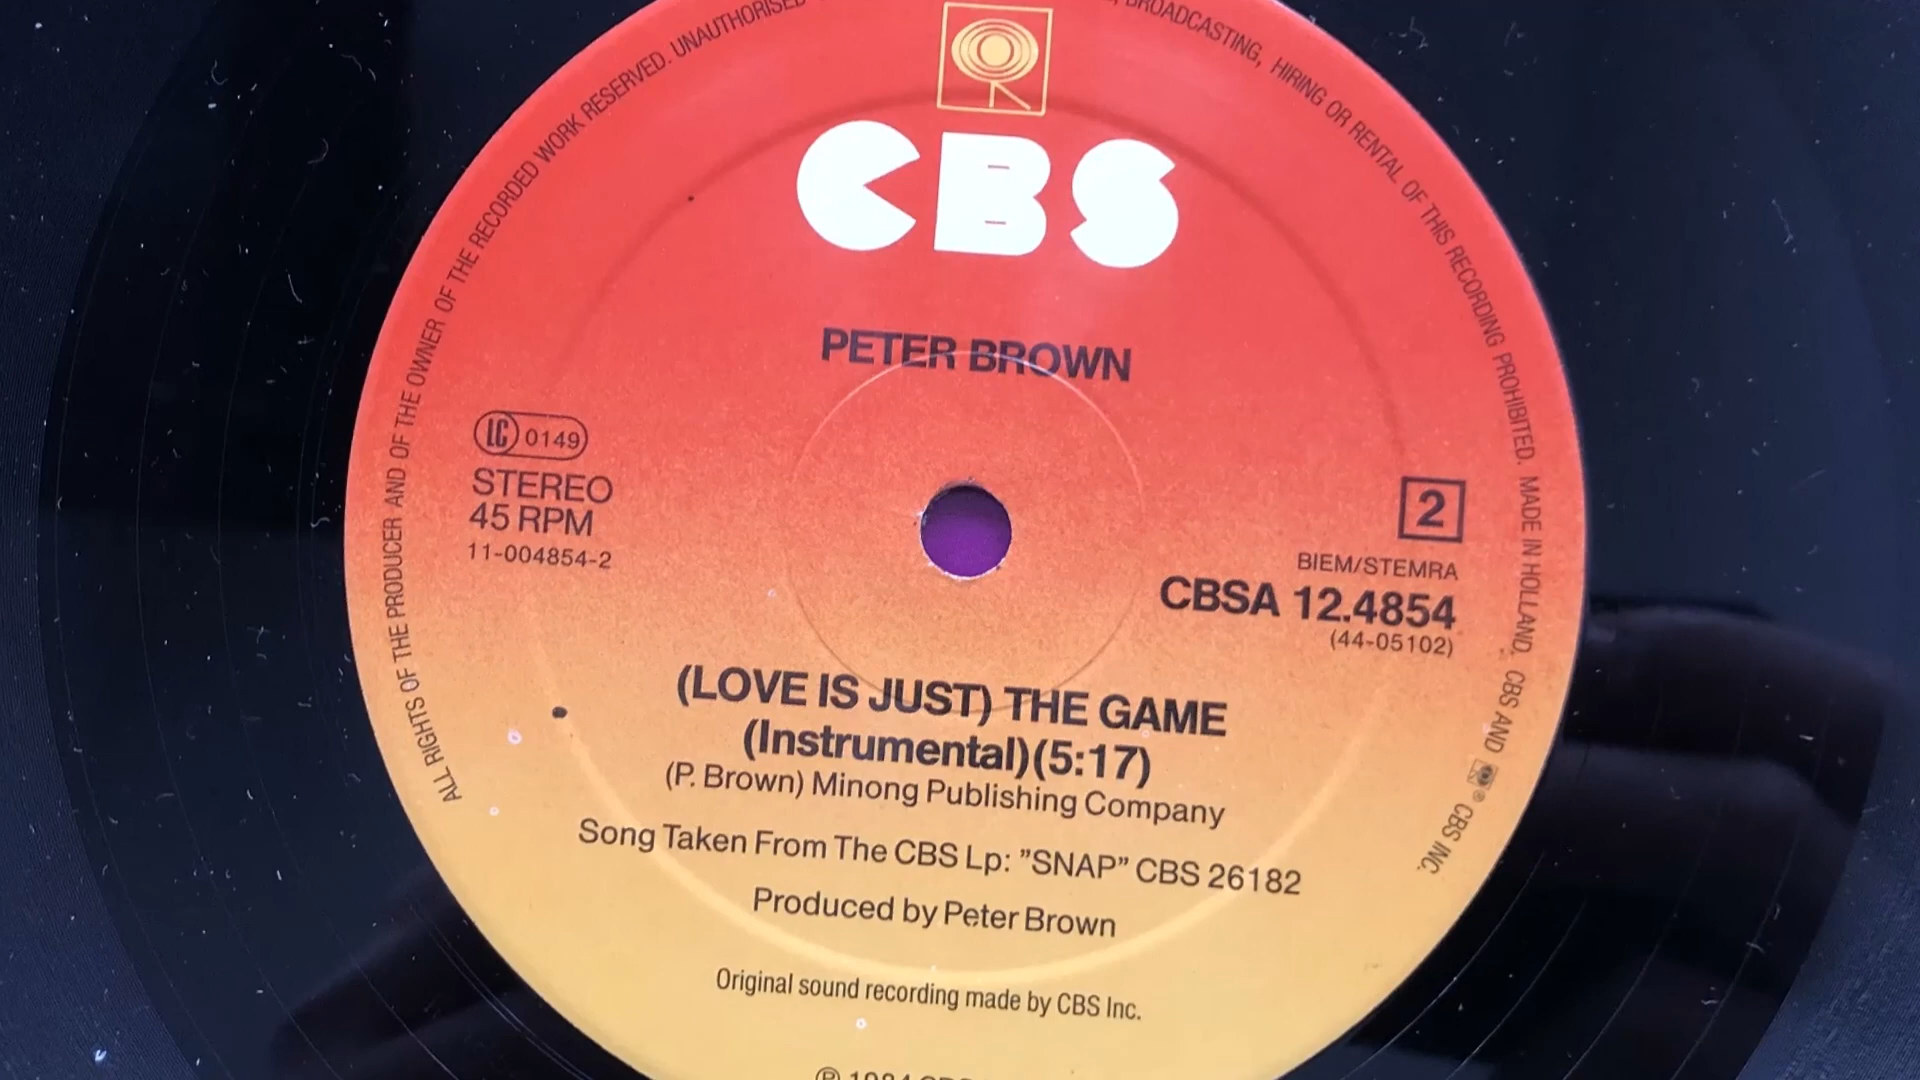 ALL RIGHTS OF THE PRODUCER AND OF THE OWNER OF THE RECORDED WORK RESERVED. UNAUTHORISED
BROADCASTING, HIRING OR RENTAL OF THIS RECORDING PROHIBITED. MADE IN HOLLAND. CBS AND ® CBS INC.
CBS
PETER BROWN
LC 0149
STEREO
45 RPM
11-004854-2
2
BIEM/STEMRA
CBSA 12.4854
(44-05102)
(LOVE IS JUST) THE GAME
(Instrumental)(5:17)
(P. Brown) Minong Publishing Company
Song Taken From The CBS Lp: ”SNAP” CBS 26182
Produced by Peter Brown
Original sound recording made by CBS Inc.
℗ 1984 CBS